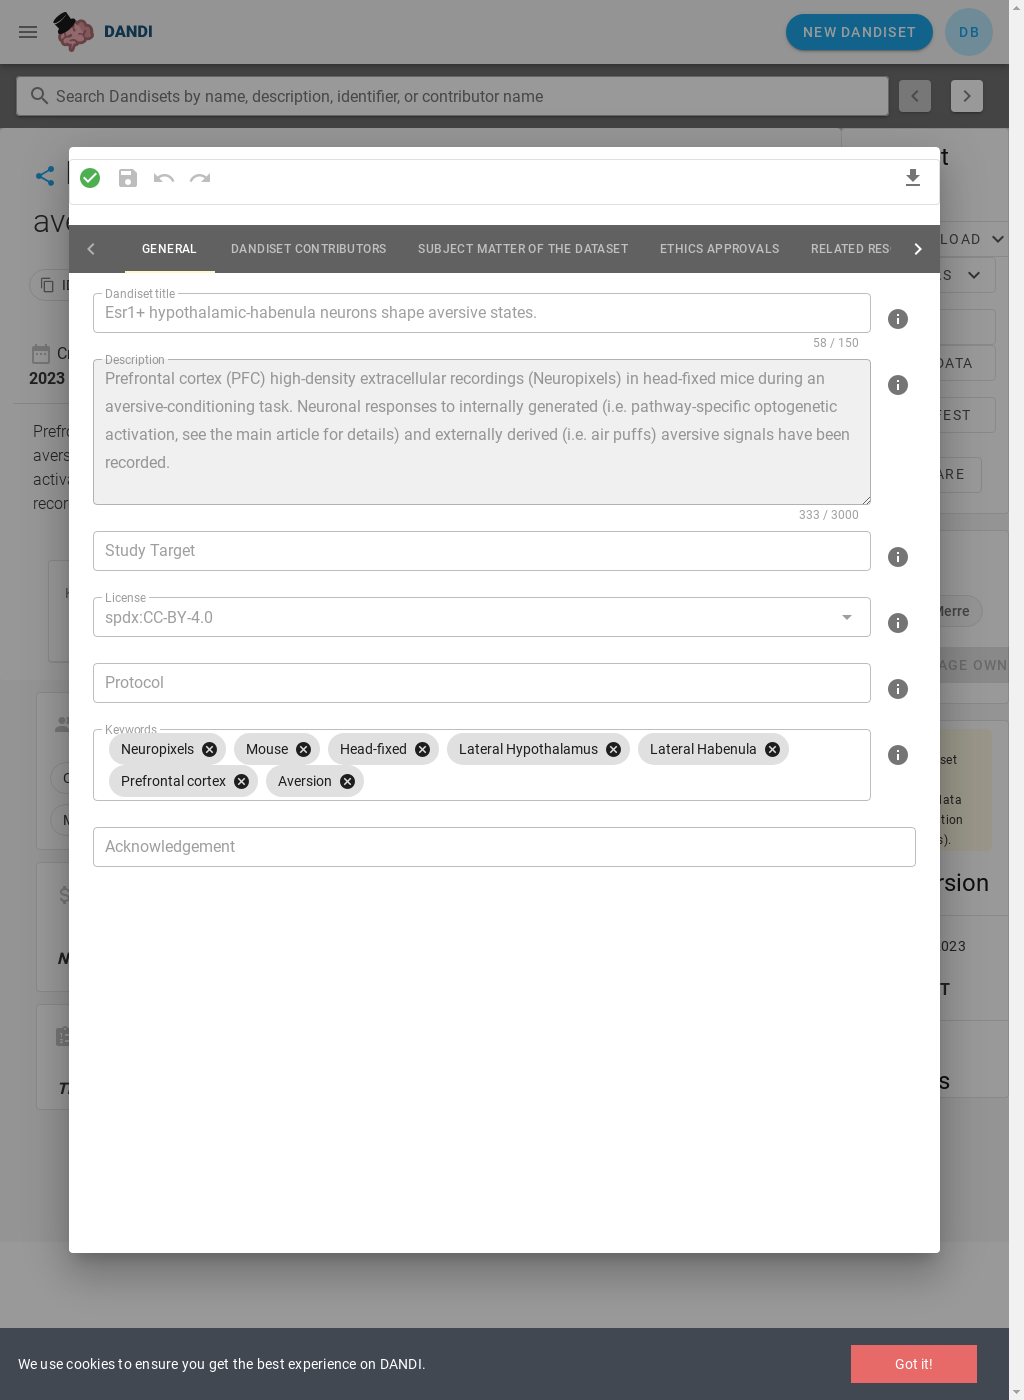 DANDI
NEW DANDISET
DB
Search Dandisets by name, description, identifier, or contributor name
GENERAL
DANDISET CONTRIBUTORS
SUBJECT MATTER OF THE DATASET
ETHICS APPROVALS
RELATED RES
Dandiset title
Esr1+ hypothalamic-habenula neurons shape aversive states.
58 / 150
Description
Prefrontal cortex (PFC) high-density extracellular recordings (Neuropixels) in head-fixed mice during an
aversive-conditioning task. Neuronal responses to internally generated (i.e. pathway-specific optogenetic
activation, see the main article for details) and externally derived (i.e. air puffs) aversive signals have been
recorded.
333 / 3000
Study Target
License
spdx:CC-BY-4.0
Protocol
Keywords
Neuropixels
Mouse
Head-fixed
Lateral Hypothalamus
Lateral Habenula
Prefrontal cortex
Aversion
Acknowledgement
2023
Merre
We use cookies to ensure you get the best experience on DANDI.
Got it!